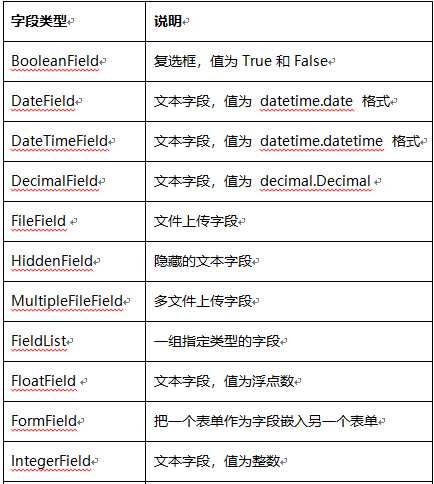 字段类型 说明
BooleanField 复选框，值为 True 和 False
DateField 文本字段，值为 datetime.date 格式
DateTimeField 文本字段，值为 datetime.datetime 格式
DecimalField 文本字段，值为 decimal.Decimal
FileField 文件上传字段
HiddenField 隐藏的文本字段
MultipleFileField 多文件上传字段
FieldList 一组指定类型的字段
FloatField 文本字段，值为浮点数
FormField 把一个表单作为字段嵌入另一个表单
IntegerField 文本字段，值为整数